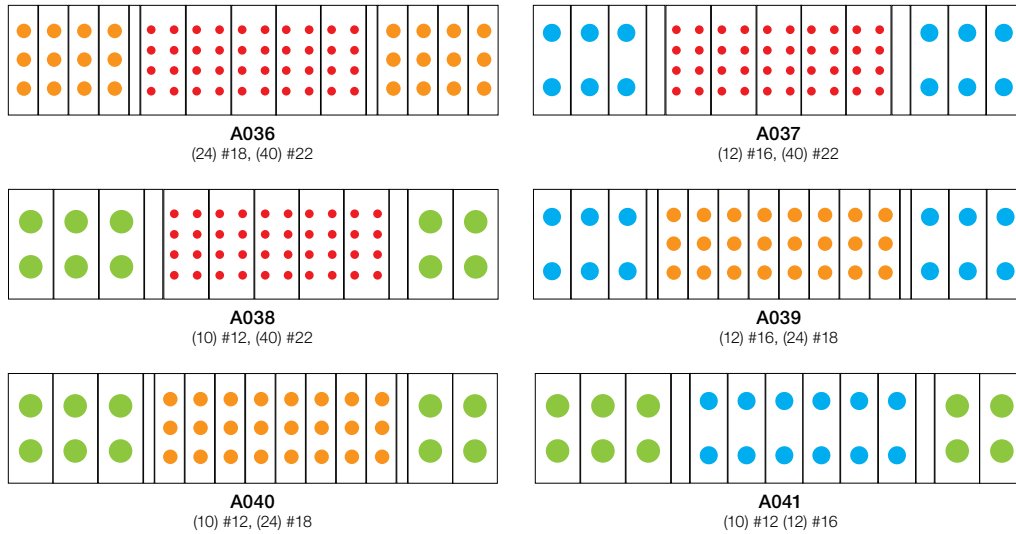 A036
(24) #18, (40) #22
A037
(12) #16, (40) #22
A038
(10) #12, (40) #22
A039
(12) #16, (24) #18
A040
(10) #12, (24) #18
A041
(10) #12 (12) #16